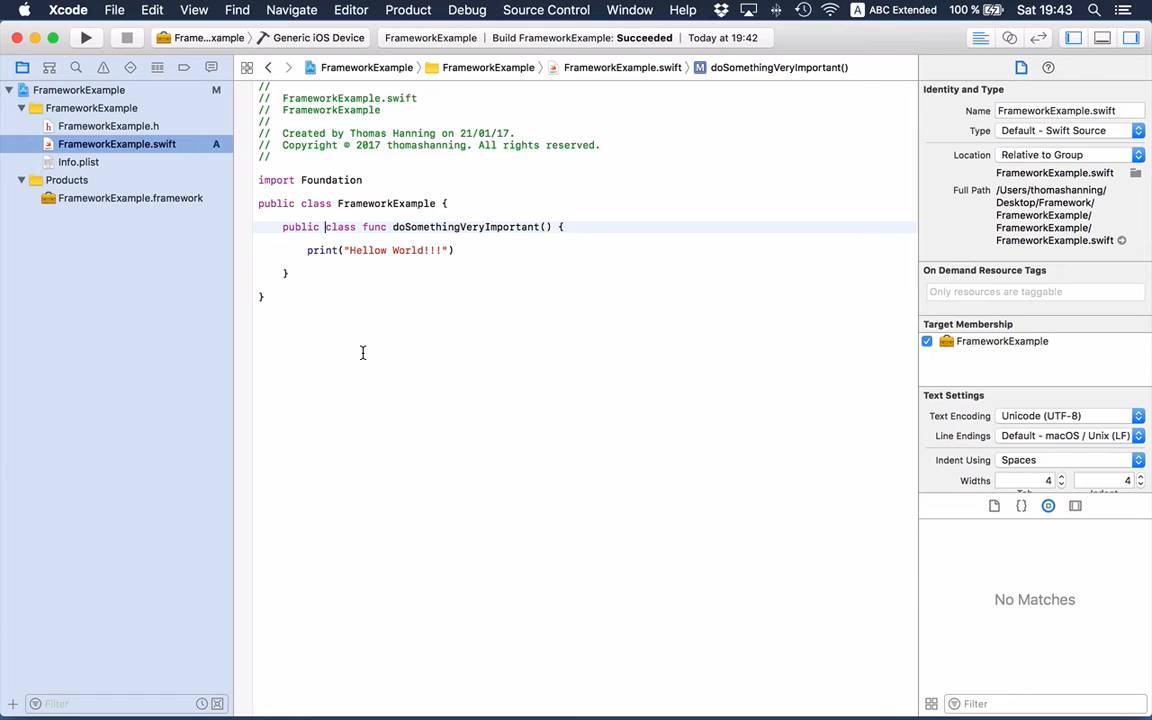 Xcode File Edit View Find Navigate Editor Product Debug Source Control Window Help A ABC Extended 100 % Sat 19:43
Frame...xample Generic iOS Device FrameworkExample Build FrameworkExample: Succeeded Today at 19:42
FrameworkExample FrameworkExample FrameworkExample.swift M doSomethingVeryImportant()
FrameworkExample M
FrameworkExample
h FrameworkExample.h
FrameworkExample.swift A
Info.plist
Products
FrameworkExample.framework
Filter
//
// FrameworkExample.swift
// FrameworkExample
//
// Created by Thomas Hanning on 21/01/17.
// Copyright © 2017 thomashanning. All rights reserved.
//
import Foundation
public class FrameworkExample {
public class func doSomethingVeryImportant() {
print("Hellow World!!!")
}
}
Identity and Type
Name FrameworkExample.swift
Type Default - Swift Source
Location Relative to Group
FrameworkExample.swift
Full Path /Users/thomashanning/
Desktop/Framework/
FrameworkExample/
FrameworkExample/
FrameworkExample.swift
On Demand Resource Tags
Only resources are taggable
Target Membership
FrameworkExample
Text Settings
Text Encoding Unicode (UTF-8)
Line Endings Default - macOS / Unix (LF)
Indent Using Spaces
Widths 4 4
{}
No Matches
Filter